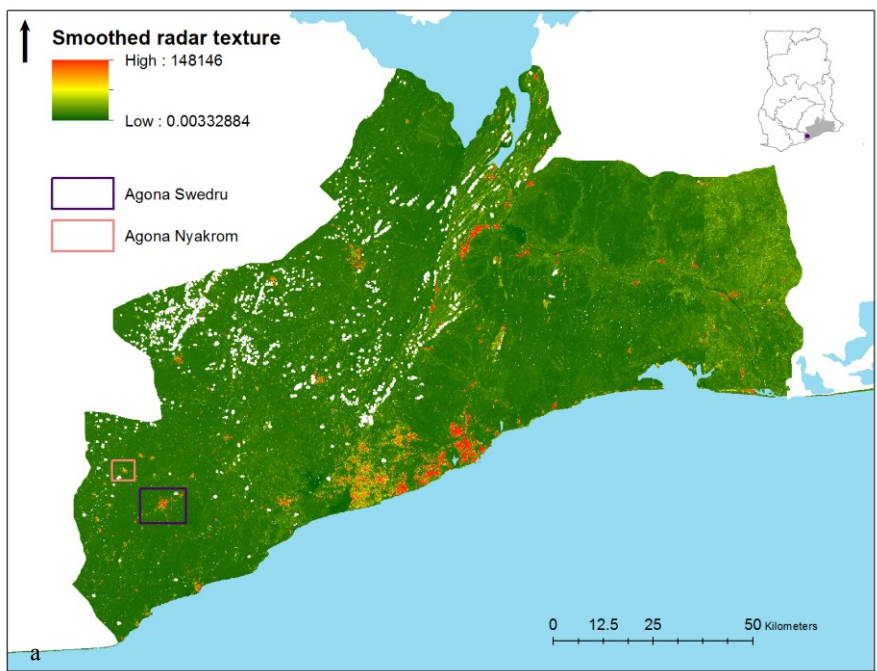 Smoothed radar texture
High : 148146
Low : 0.00332884
Agona Swedru
Agona Nyakrom
0 12.5 25 50 Kilometers
a